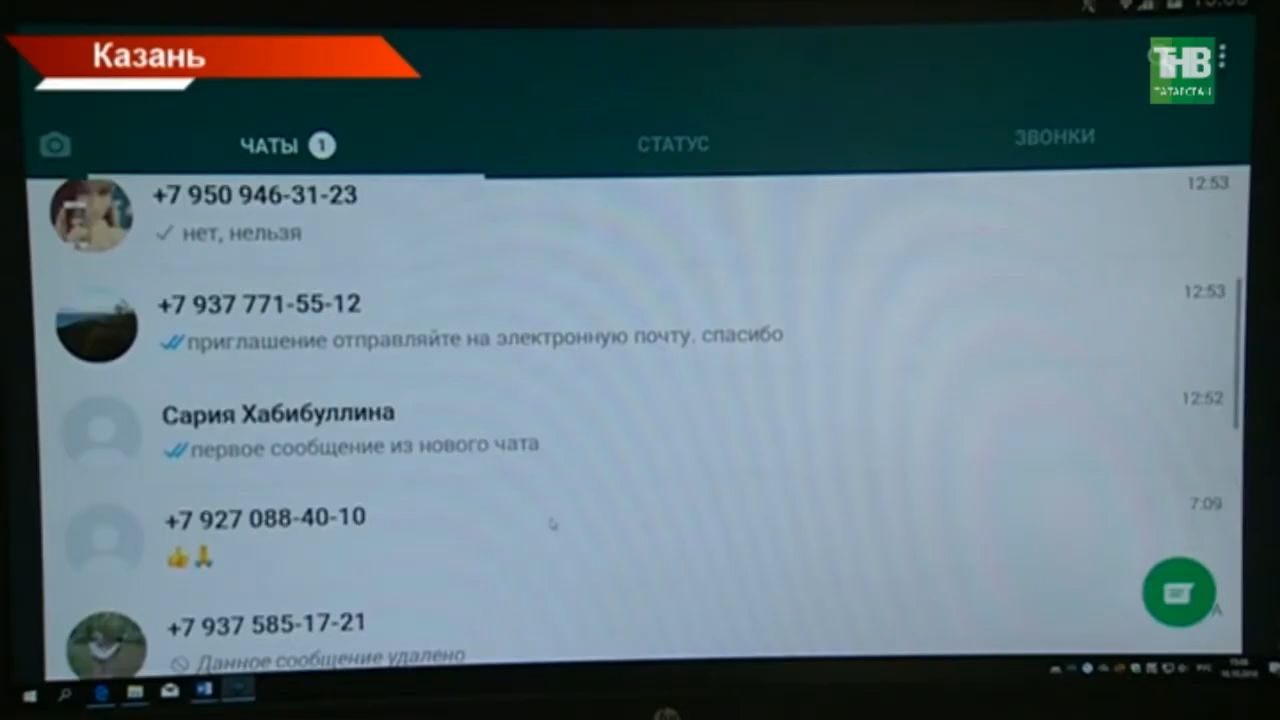 Казань
ТНВ
ТАТАРСТАН
ЧАТЫ 1
СТАТУС
ЗВОНКИ
+7 950 946-31-23
12:53
нет, нельзя
+7 937 771-55-12
12:53
приглашение отправляйте на электронную почту. спасибо
Сария Хабибуллина
12:52
первое сообщение из нового чата
+7 927 088-40-10
7:09
👍🙏
+7 937 585-17-21
Данное сообщение удалено